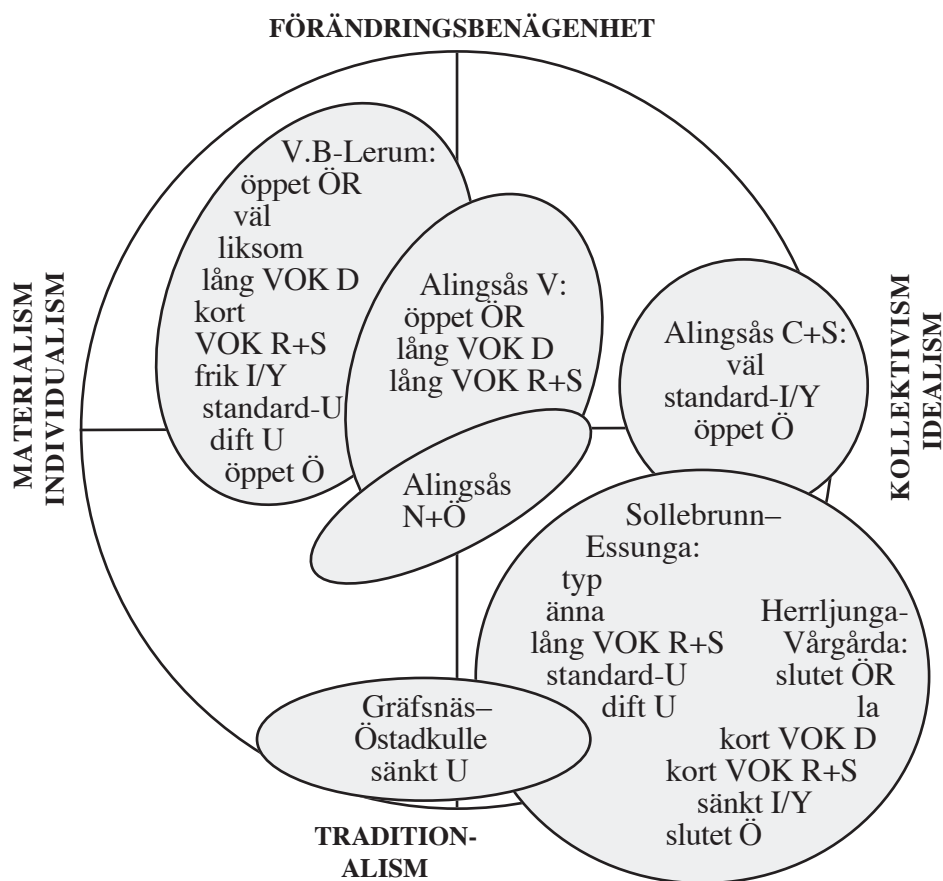 FÖRÄNDRINGSBENÄGENHET
MATERIALISM
INDIVIDUALISM
V.B-Lerum:
öppet ÖR
väl
liksom
lång VOK D
kort
VOK R+S
frik I/Y
standard-U
dift U
öppet Ö
Alingsås V:
öppet ÖR
lång VOK D
lång VOK R+S
Alingsås C+S:
väl
standard-I/Y
öppet Ö
KOLLEKTIVISM
IDEALISM
Alingsås
N+Ö
Sollebrunn–
Essunga:
typ
änna
lång VOK R+S
standard-U
dift U
Herrljunga-
Vårgårda:
slutet ÖR
la
kort VOK D
kort VOK R+S
sänkt I/Y
slutet Ö
Gräfsnäs–
Östadkulle
sänkt U
TRADITION-
ALISM